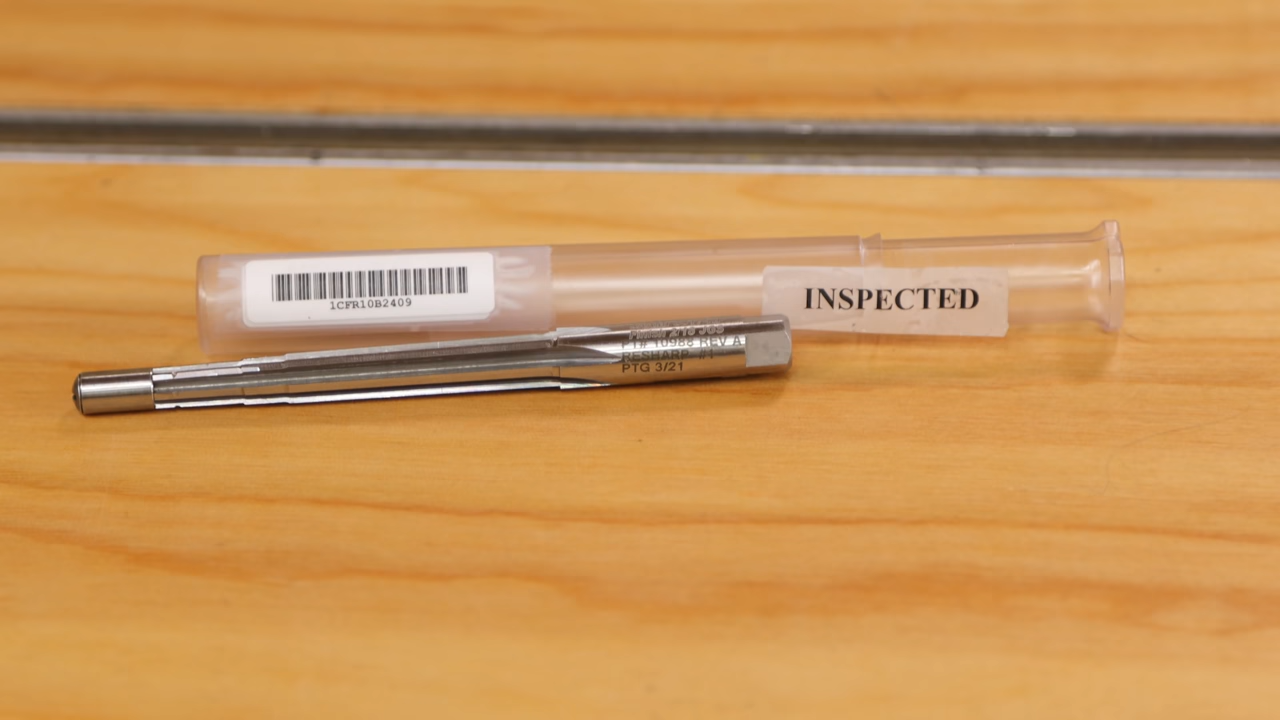 1CFR10B2409
INSPECTED
PT# 10988 REV A
RESHARP #1
PTG 3/21